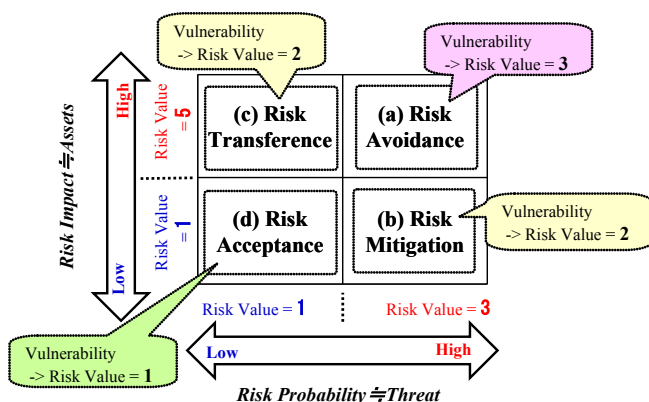 Vulnerability
-> Risk Value = 2
Vulnerability
-> Risk Value = 3
Risk Impact≒Assets
High
Low
Risk Value
= 5
Risk Value
= 1
(c) Risk
Transference
(a) Risk
Avoidance
(d) Risk
Acceptance
(b) Risk
Mitigation
Vulnerability
-> Risk Value = 2
Vulnerability
-> Risk Value = 1
Risk Value = 1
Risk Value = 3
Low
High
Risk Probability≒Threat